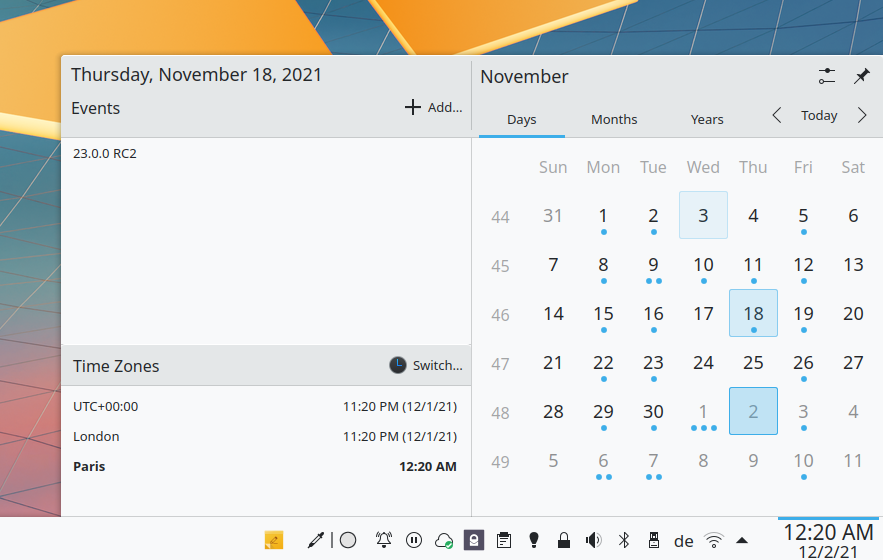 Thursday, November 18, 2021
Events
Add...
23.0.0 RC2
Time Zones
Switch...
UTC+00:00 11:20 PM (12/1/21)
London 11:20 PM (12/1/21)
Paris 12:20 AM
November
Days Months Years Today
Sun Mon Tue Wed Thu Fri Sat
44 31 1 2 3 4 5 6
45 7 8 9 10 11 12 13
46 14 15 16 17 18 19 20
47 21 22 23 24 25 26 27
48 28 29 30 1 2 3 4
49 5 6 7 8 9 10 11
de
12:20 AM
12/2/21